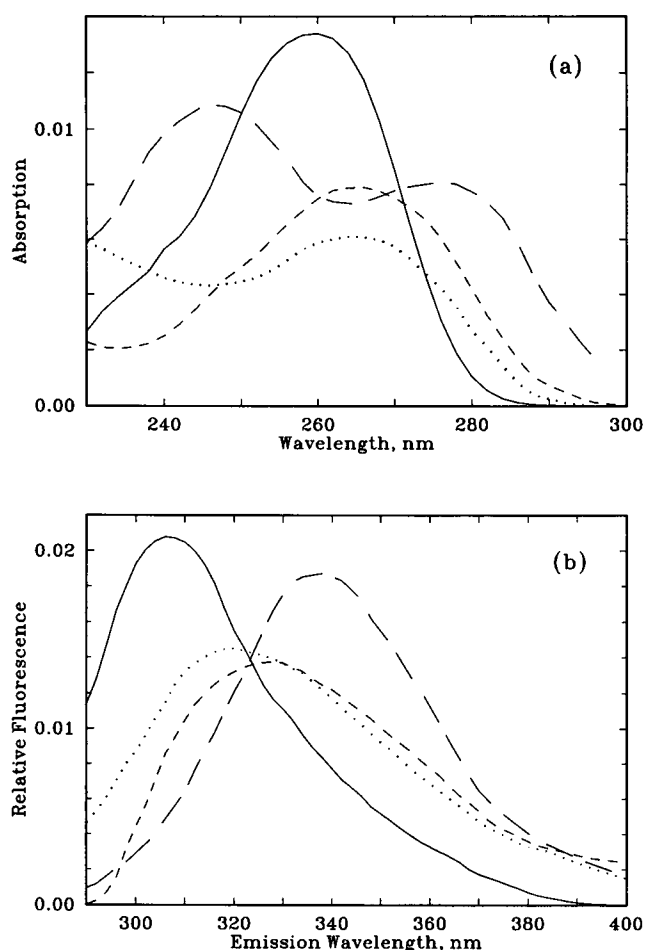 (a)
0.01
Absorption
0.00
240
260
280
300
Wavelength, nm
(b)
0.02
0.01
Relative Fluorescence
0.00
300
320
340
360
380
400
Emission Wavelength, nm